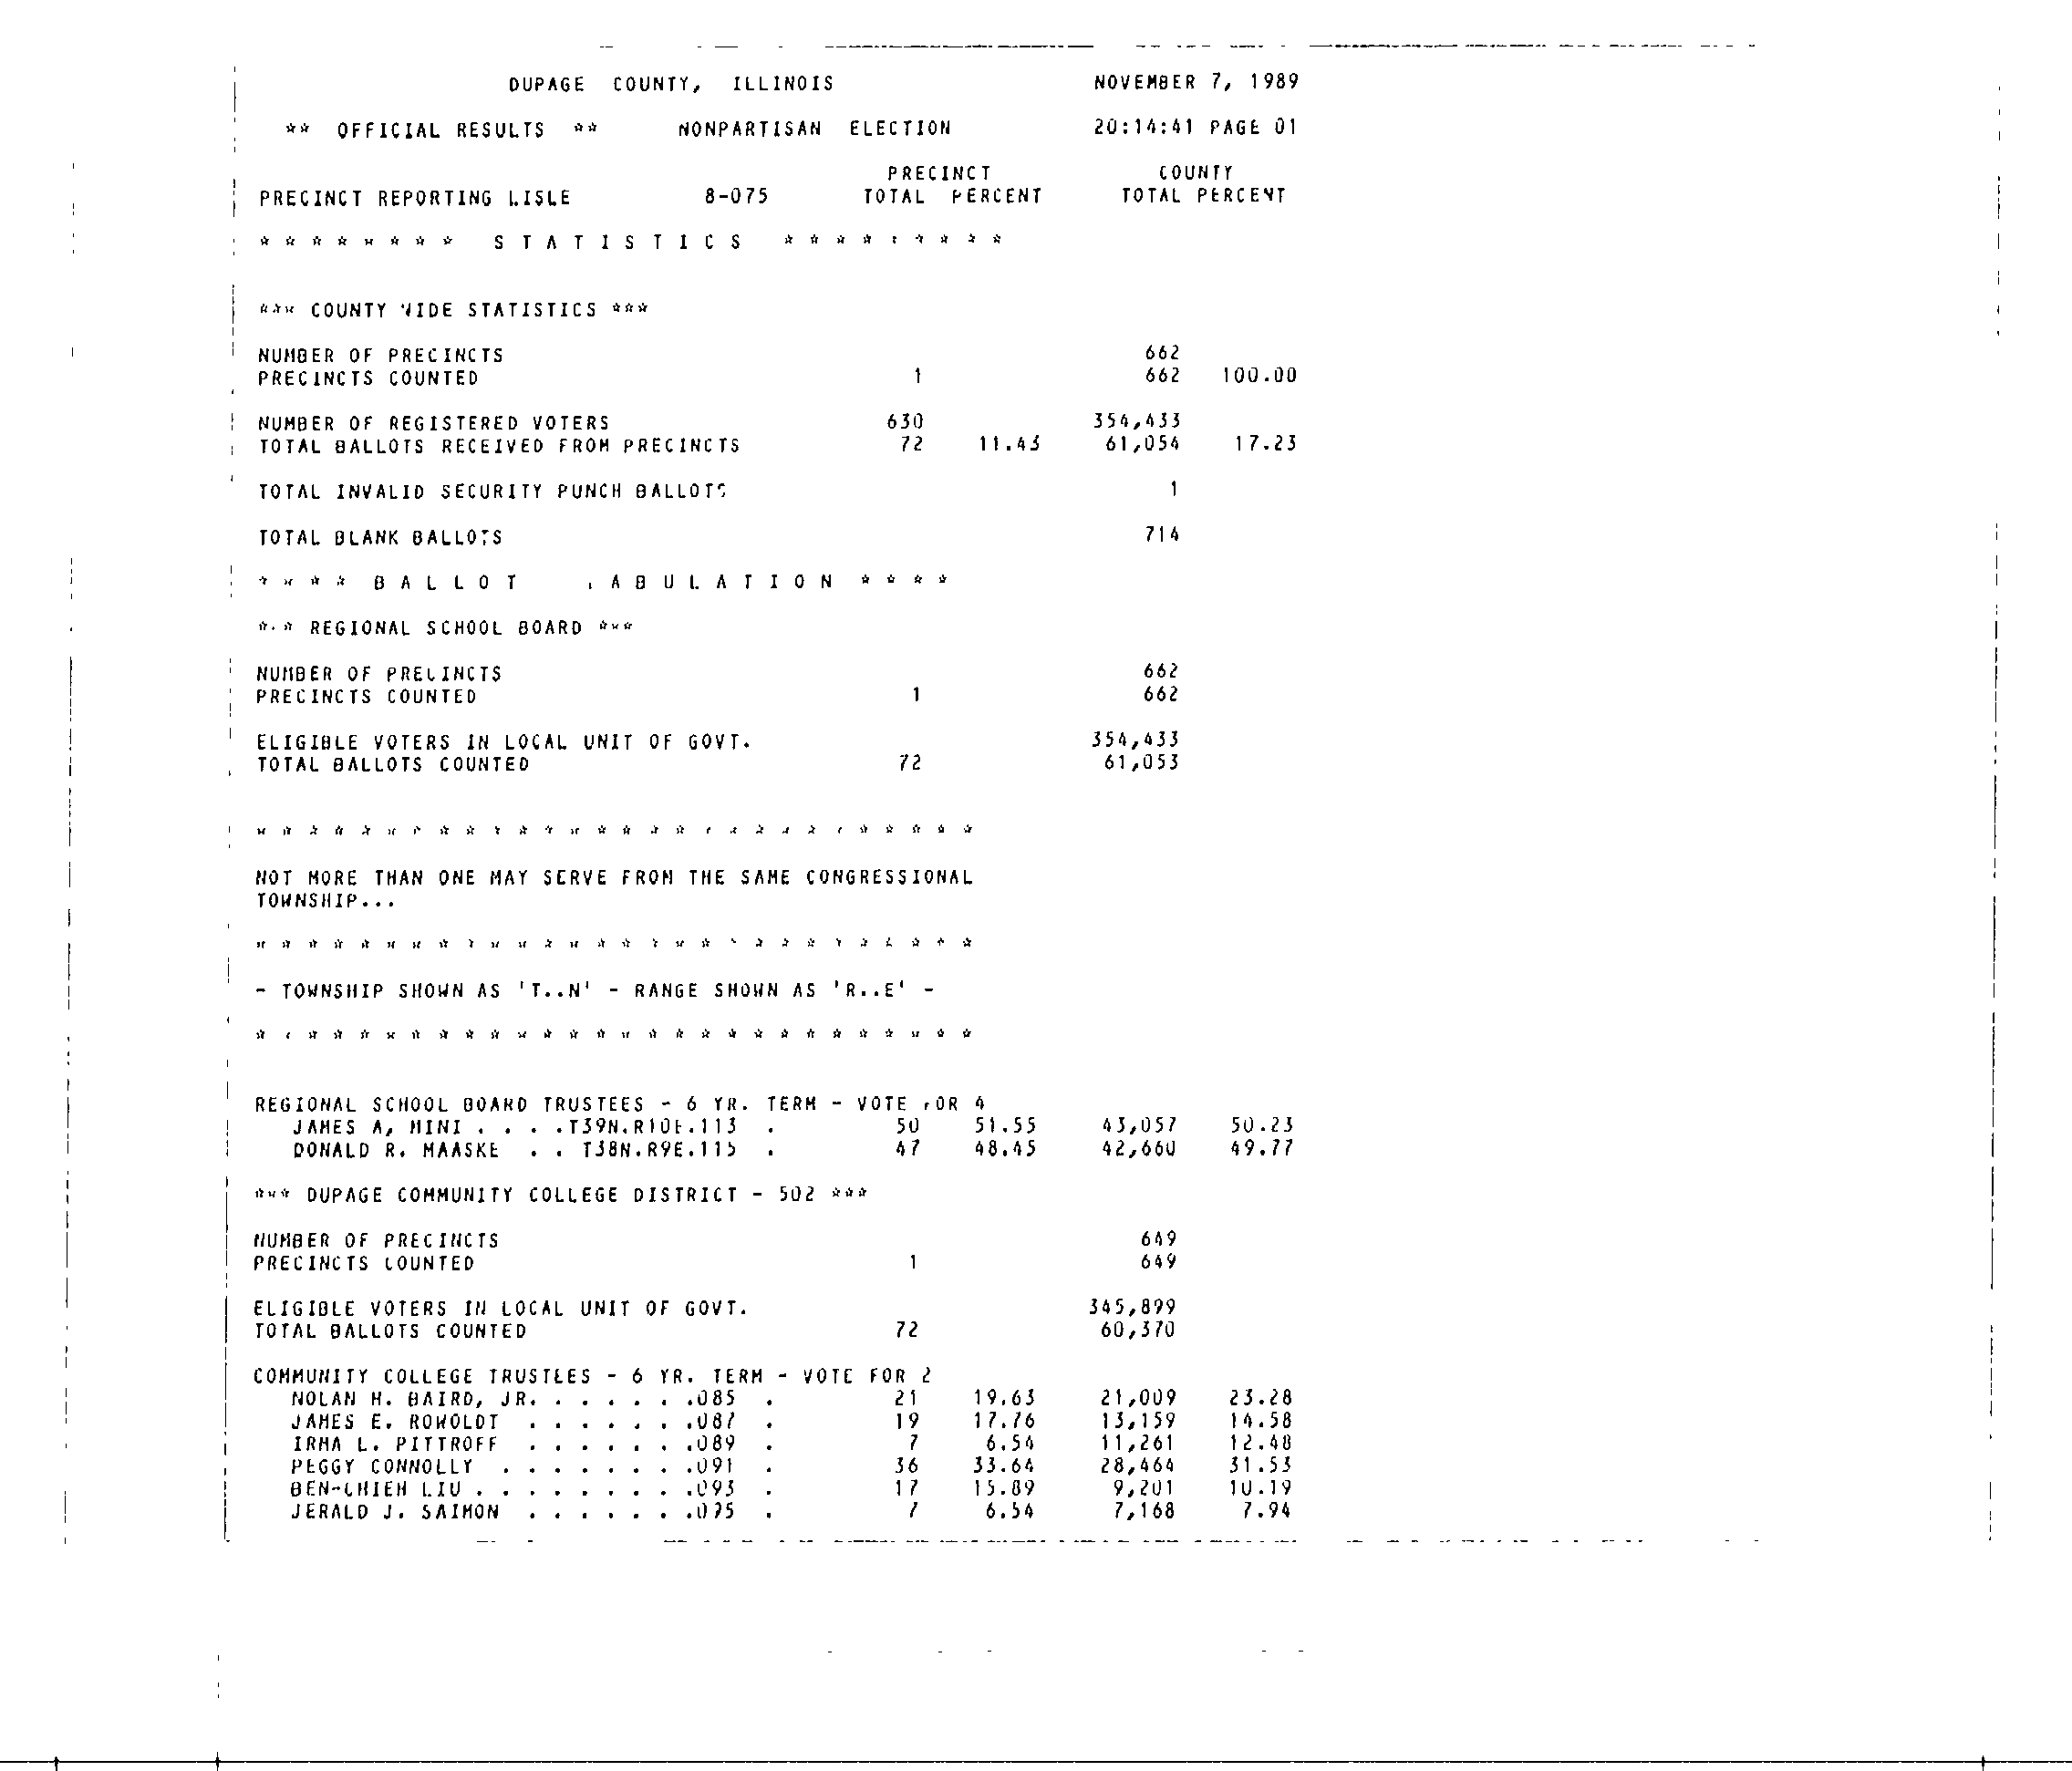 DUPAGE COUNTY, ILLINOIS NOVEMBER 7, 1989
** OFFICIAL RESULTS ** NONPARTISAN ELECTION 20:14:41 PAGE 01
PRECINCT COUNTY
PRECINCT REPORTING LISLE 8-075 TOTAL PERCENT TOTAL PERCENT
* * * * * * * * S T A T I S T I C S * * * * * * * * *
*** COUNTY WIDE STATISTICS ***
NUMBER OF PRECINCTS 662
PRECINCTS COUNTED 1 662 100.00
NUMBER OF REGISTERED VOTERS 630 354,433
TOTAL BALLOTS RECEIVED FROM PRECINCTS 72 11.43 61,054 17.23
TOTAL INVALID SECURITY PUNCH BALLOTS 1
TOTAL BLANK BALLOTS 714
* * * * B A L L O T T A B U L A T I O N * * * *
*** REGIONAL SCHOOL BOARD ***
NUMBER OF PRECINCTS 662
PRECINCTS COUNTED 1 662
ELIGIBLE VOTERS IN LOCAL UNIT OF GOVT. 354,433
TOTAL BALLOTS COUNTED 72 61,053
* * * * * * * * * * * * * * * * * * * * * * * * * * * *
NOT MORE THAN ONE MAY SERVE FROM THE SAME CONGRESSIONAL
TOWNSHIP...
* * * * * * * * * * * * * * * * * * * * * * * * * * * *
- TOWNSHIP SHOWN AS 'T..N' - RANGE SHOWN AS 'R..E' -
* * * * * * * * * * * * * * * * * * * * * * * * * * * *
REGIONAL SCHOOL BOARD TRUSTEES - 6 YR. TERM - VOTE FOR 4
JAMES A. MINI . . . .T39N.R10E.113 . 50 51.55 43,057 50.23
DONALD R. MAASKE . . T38N.R9E.115 . 47 48.45 42,660 49.77
*** DUPAGE COMMUNITY COLLEGE DISTRICT - 502 ***
NUMBER OF PRECINCTS 649
PRECINCTS COUNTED 1 649
ELIGIBLE VOTERS IN LOCAL UNIT OF GOVT. 345,899
TOTAL BALLOTS COUNTED 72 60,370
COMMUNITY COLLEGE TRUSTEES - 6 YR. TERM - VOTE FOR 2
NOLAN H. BAIRD, JR. . . . . . .085 . 21 19.63 21,009 23.28
JAMES E. ROWOLDT . . . . . . .087 . 19 17.76 13,159 14.58
IRMA L. PITTROFF . . . . . . .089 . 7 6.54 11,261 12.48
PEGGY CONNOLLY . . . . . . . .091 . 36 33.64 28,464 31.53
BEN-CHIEH LIU . . . . . . . . .093 . 17 15.89 9,201 10.19
JERALD J. SAIMON . . . . . . .095 . 7 6.54 7,168 7.94